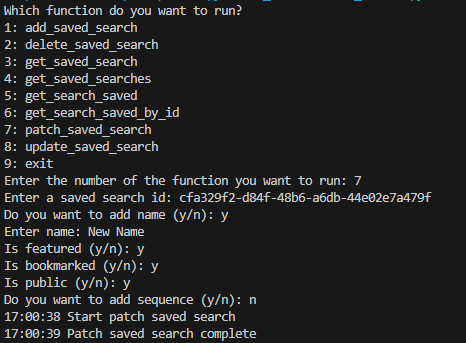 Which function do you want to run?
1: add_saved_search
2: delete_saved_search
3: get_saved_search
4: get_saved_searches
5: get_search_saved
6: get_search_saved_by_id
7: patch_saved_search
8: update_saved_search
9: exit
Enter the number of the function you want to run: 7
Enter a saved search id: cfa329f2-d84f-48b6-a6db-44e02e7a479f
Do you want to add name (y/n): y
Enter name: New Name
Is featured (y/n): y
Is bookmarked (y/n): y
Is public (y/n): y
Do you want to add sequence (y/n): n
17:00:38 Start patch saved search
17:00:39 Patch saved search complete